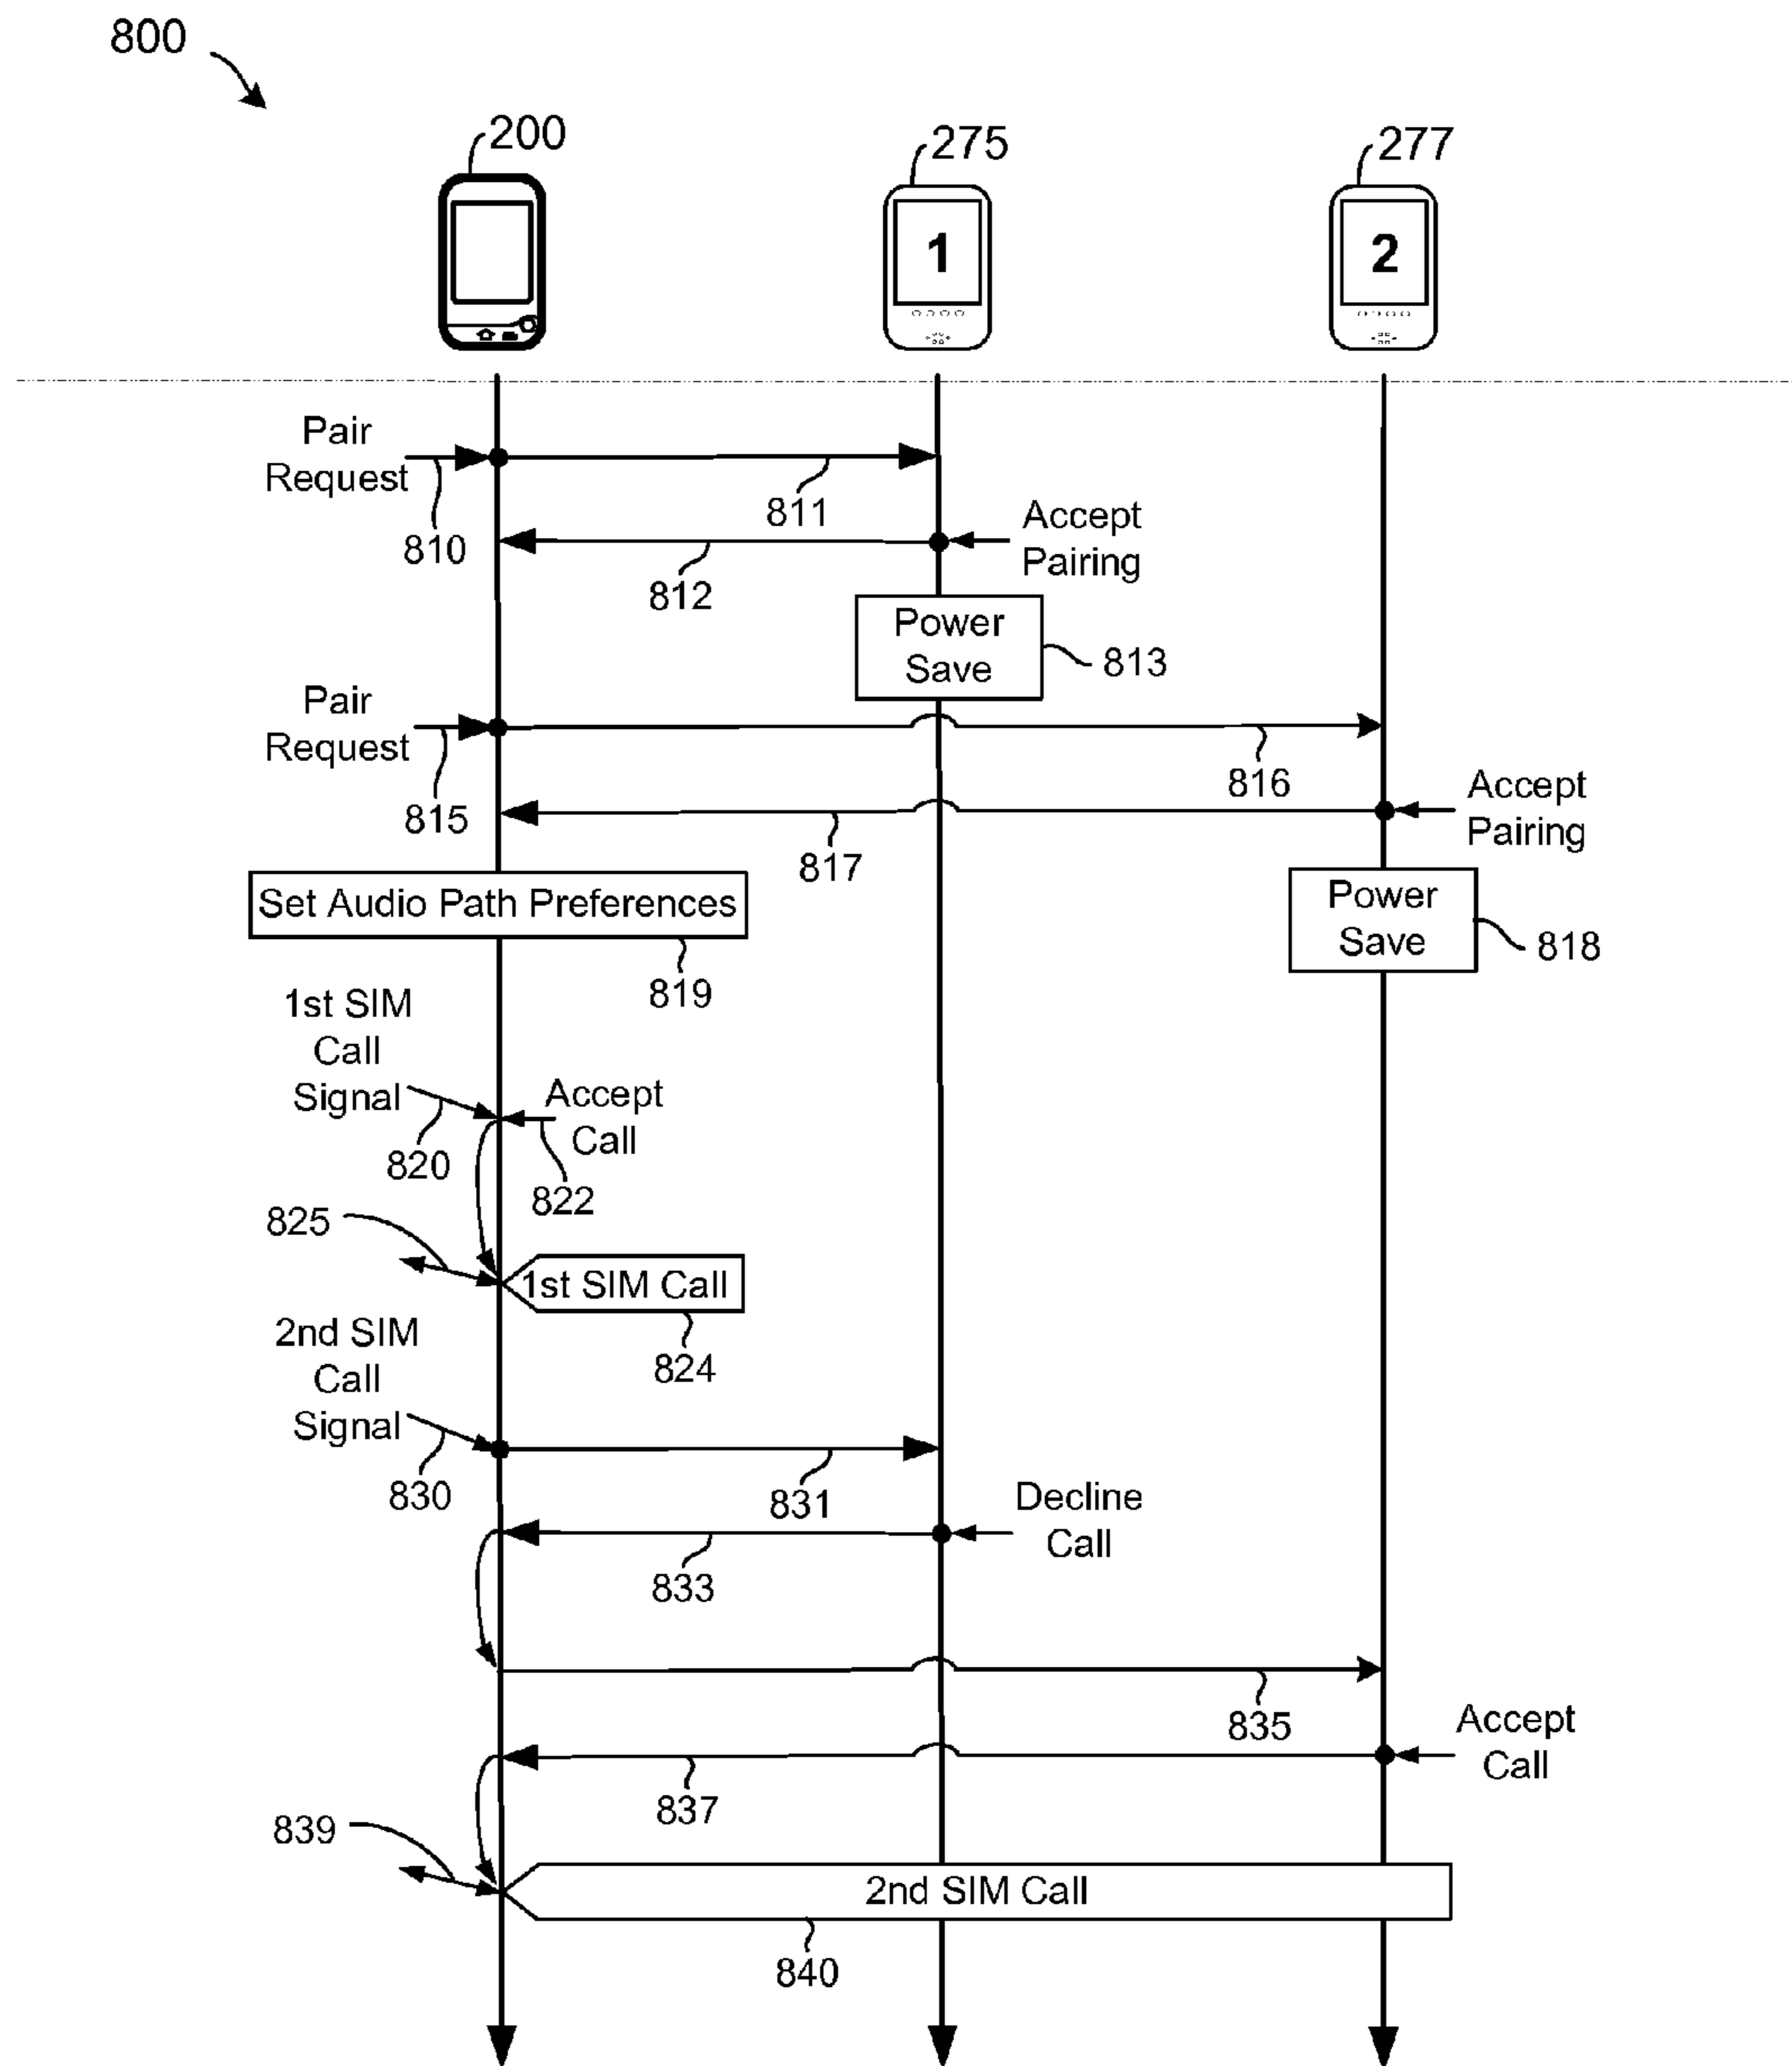 800
200
275
277
1
2
Pair
Request
810
811
Accept
Pairing
812
Power
Save
813
Pair
Request
815
816
Accept
Pairing
817
Set Audio Path Preferences
819
Power
Save
818
1st SIM
Call
Signal
820
Accept
Call
822
825
1st SIM Call
824
2nd SIM
Call
Signal
830
831
Decline
Call
833
835
Accept
Call
837
839
2nd SIM Call
840